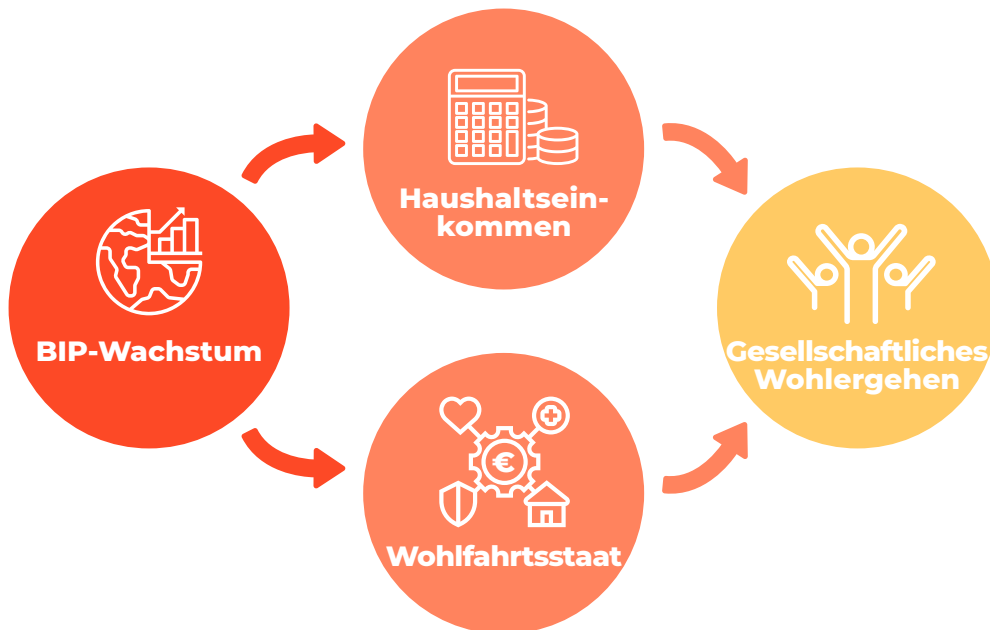 Haushaltsein-
kommen
BIP-Wachstum
Gesellschaftliches
Wohlergehen
€
Wohlfahrtsstaat